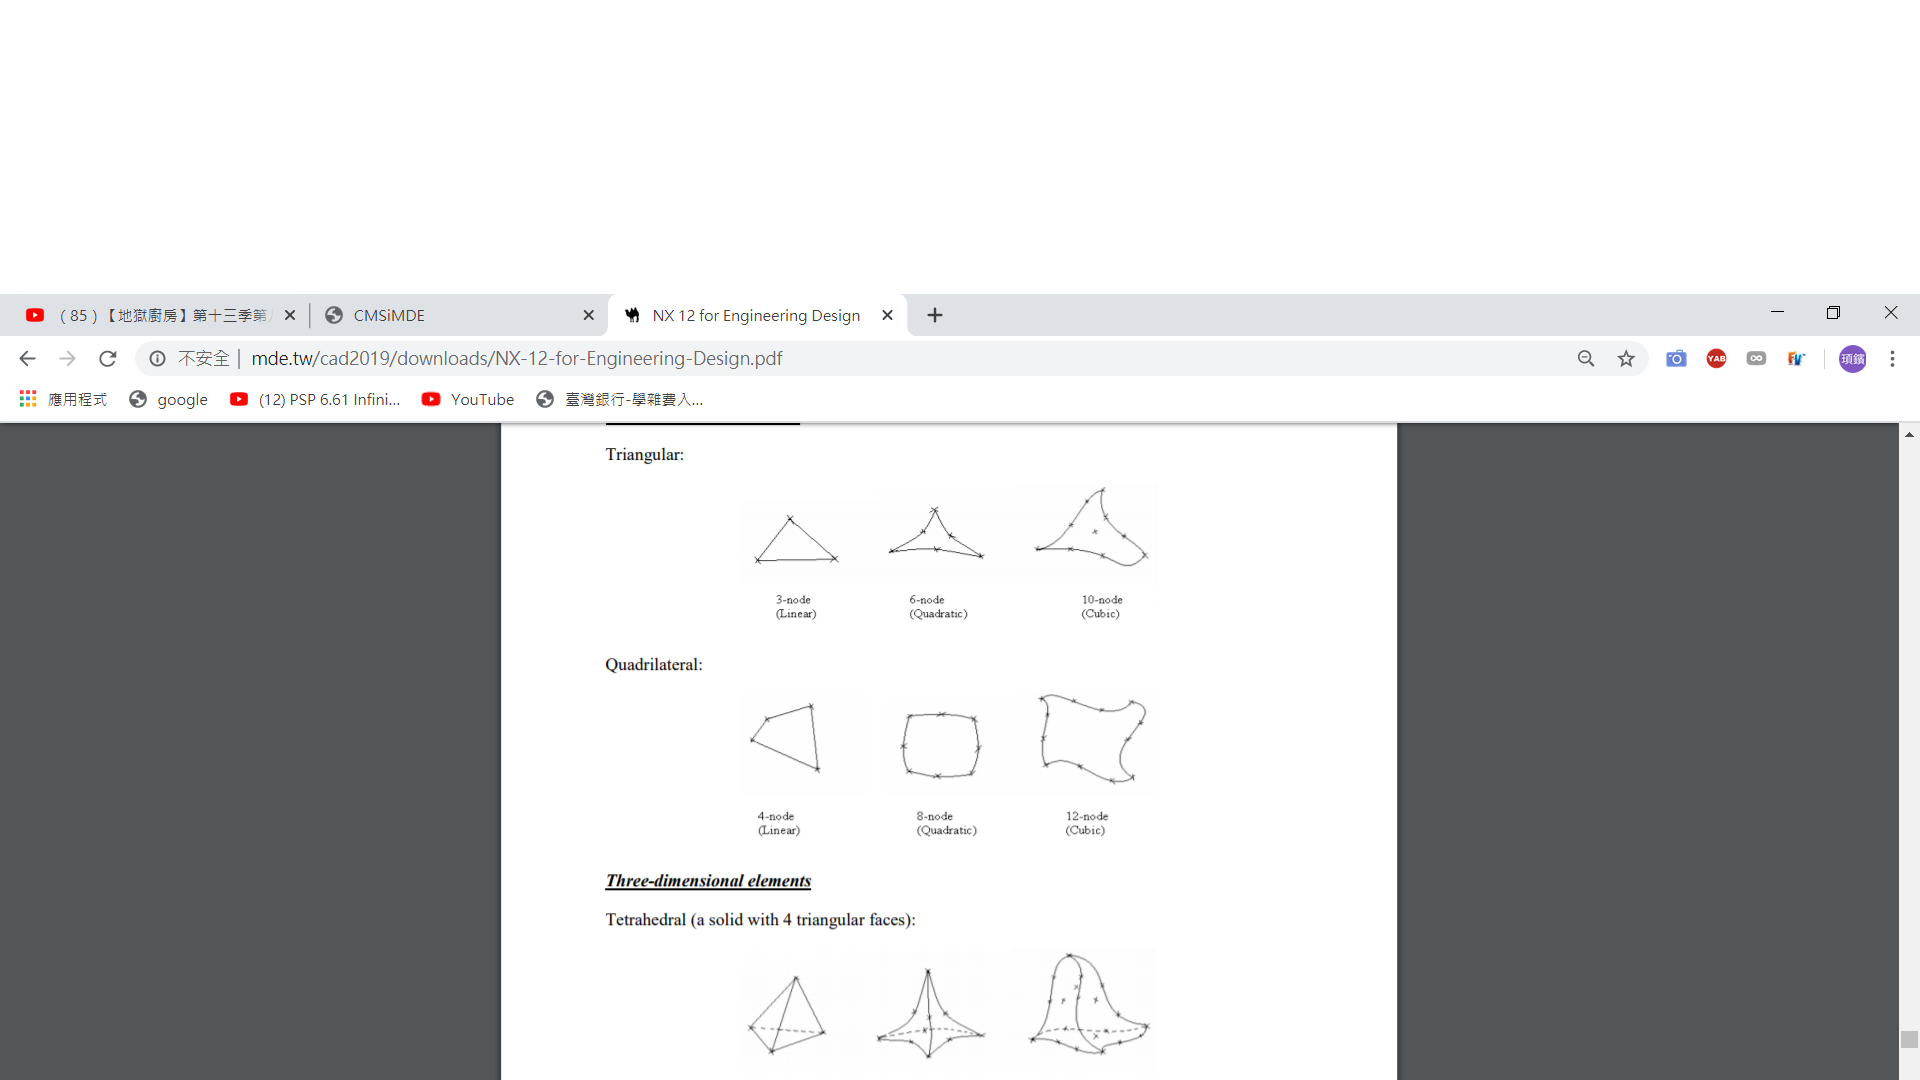 (85)【地獄廚房】第十三季第
CMSiMDE
NX 12 for Engineering Design
不安全 | mde.tw/cad2019/downloads/NX-12-for-Engineering-Design.pdf
YAB
項鑌
應用程式
google
(12) PSP 6.61 Infini...
YouTube
臺灣銀行-學雜費入...
Triangular:
3-node
(Linear)
6-node
(Quadratic)
10-node
(Cubic)
Quadrilateral:
4-node
(Linear)
8-node
(Quadratic)
12-node
(Cubic)
Three-dimensional elements
Tetrahedral (a solid with 4 triangular faces):